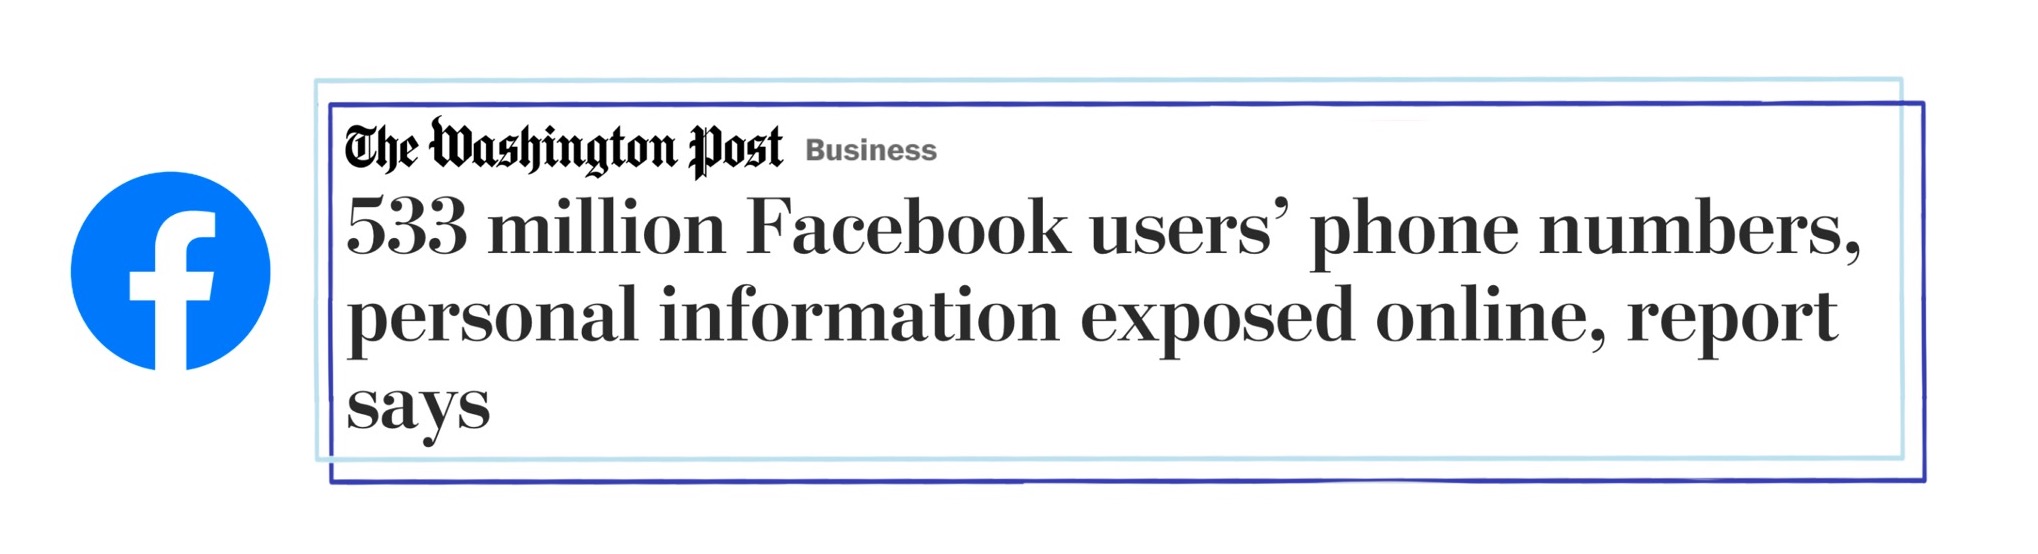 The Washington Post Business
533 million Facebook users’ phone numbers,
personal information exposed online, report
says